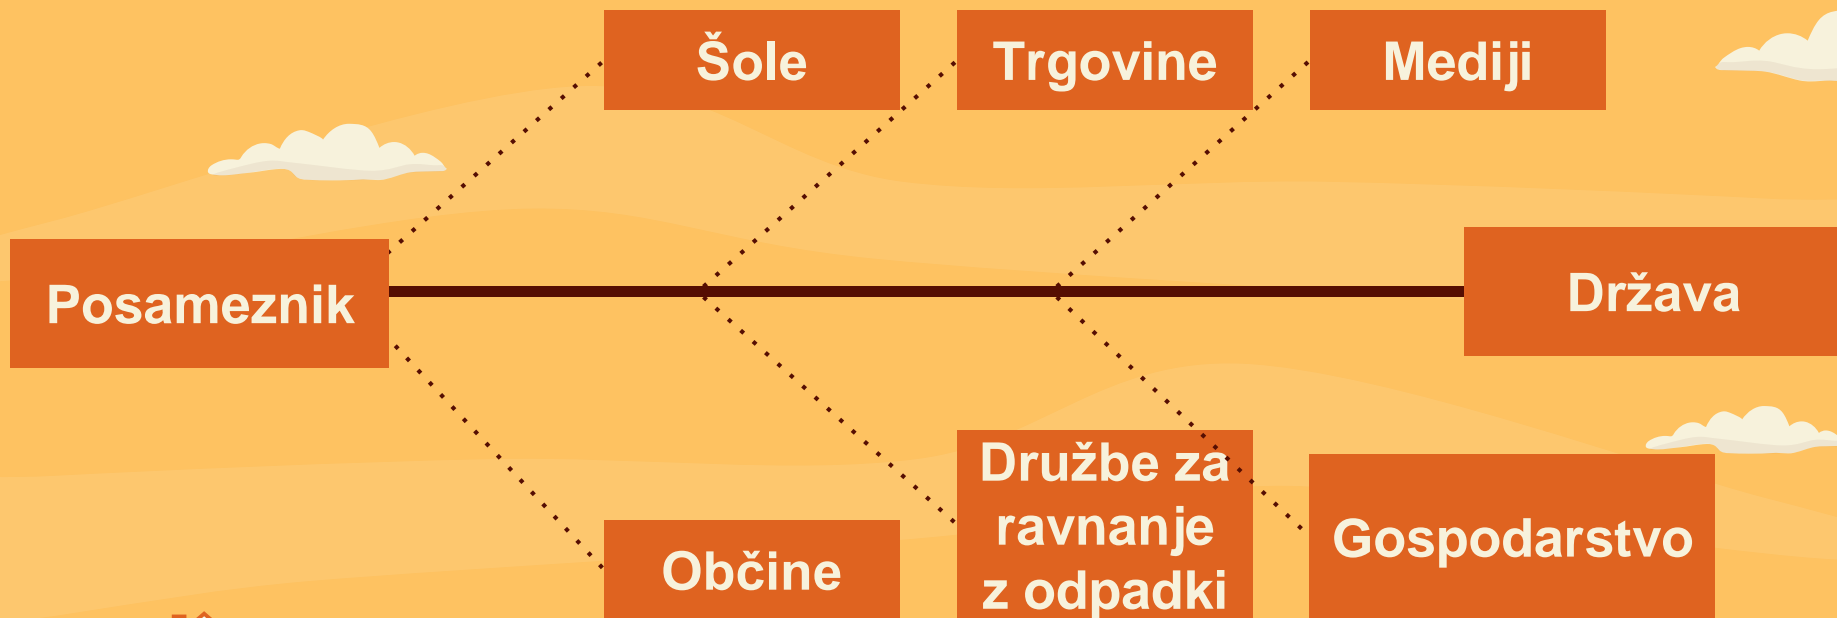 Šole
Trgovine
Mediji
Posameznik
Država
Občine
Družbe za
ravnanje
z odpadki
Gospodarstvo